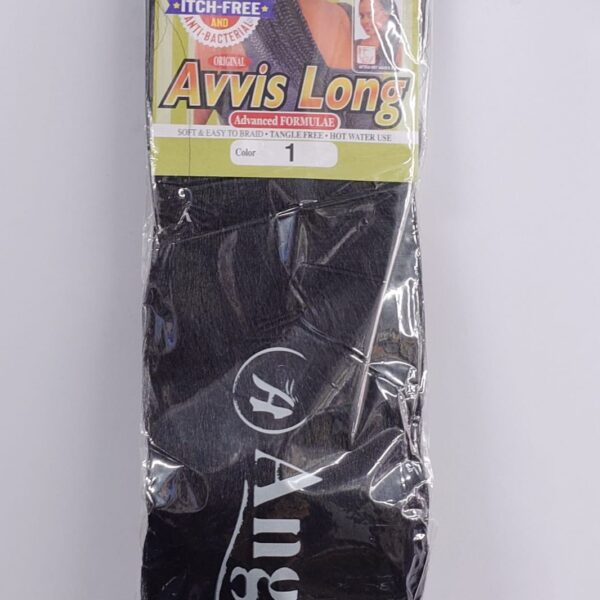 ITCH-FREE
AND
ANTI-BACTERIAL
ORIGINAL
Avvis Long
Advanced FORMULAE
SOFT & EASY TO BRAID • TANGLE FREE • HOT WATER USE
Color 1
A
Ang